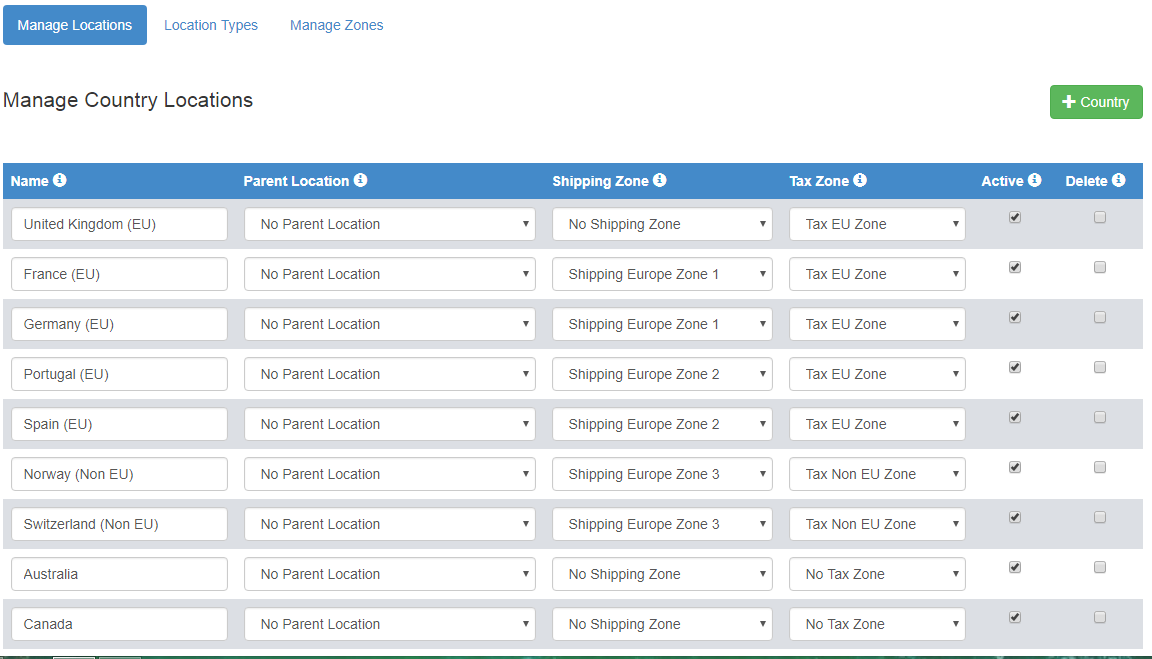 Manage Locations Location Types Manage Zones
Manage Country Locations
Country
Name Parent Location Shipping Zone Tax Zone Active Delete
United Kingdom (EU) No Parent Location No Shipping Zone Tax EU Zone
France (EU) No Parent Location Shipping Europe Zone 1 Tax EU Zone
Germany (EU) No Parent Location Shipping Europe Zone 1 Tax EU Zone
Portugal (EU) No Parent Location Shipping Europe Zone 2 Tax EU Zone
Spain (EU) No Parent Location Shipping Europe Zone 2 Tax EU Zone
Norway (Non EU) No Parent Location Shipping Europe Zone 3 Tax Non EU Zone
Switzerland (Non EU) No Parent Location Shipping Europe Zone 3 Tax Non EU Zone
Australia No Parent Location No Shipping Zone No Tax Zone
Canada No Parent Location No Shipping Zone No Tax Zone